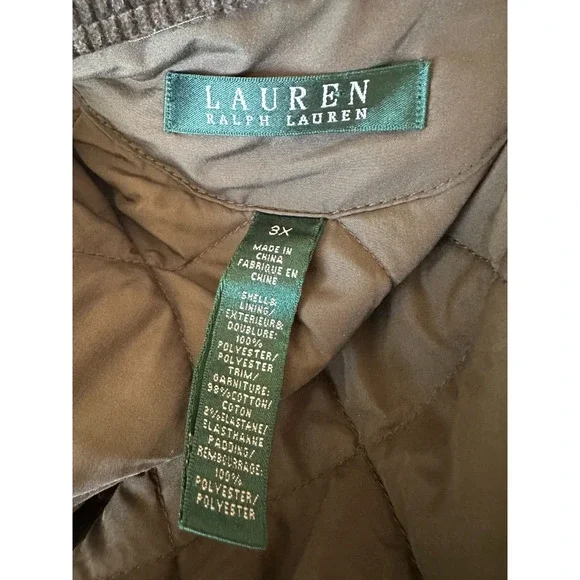 LAUREN
RALPH LAUREN
3X
MADE IN
CHINA
FABRIQUE EN
CHINE
SHELL&
LINING/
EXTERIEUR&
DOUBLURE:
100%
POLYESTER/
POLYESTER
TRIM/
GARNITURE:
98%COTTON/
COTON
2%ELASTANE/
ELASTHANNE
PADDING/
REMBOURRAGE:
100%
POLYESTER/
POLYESTER